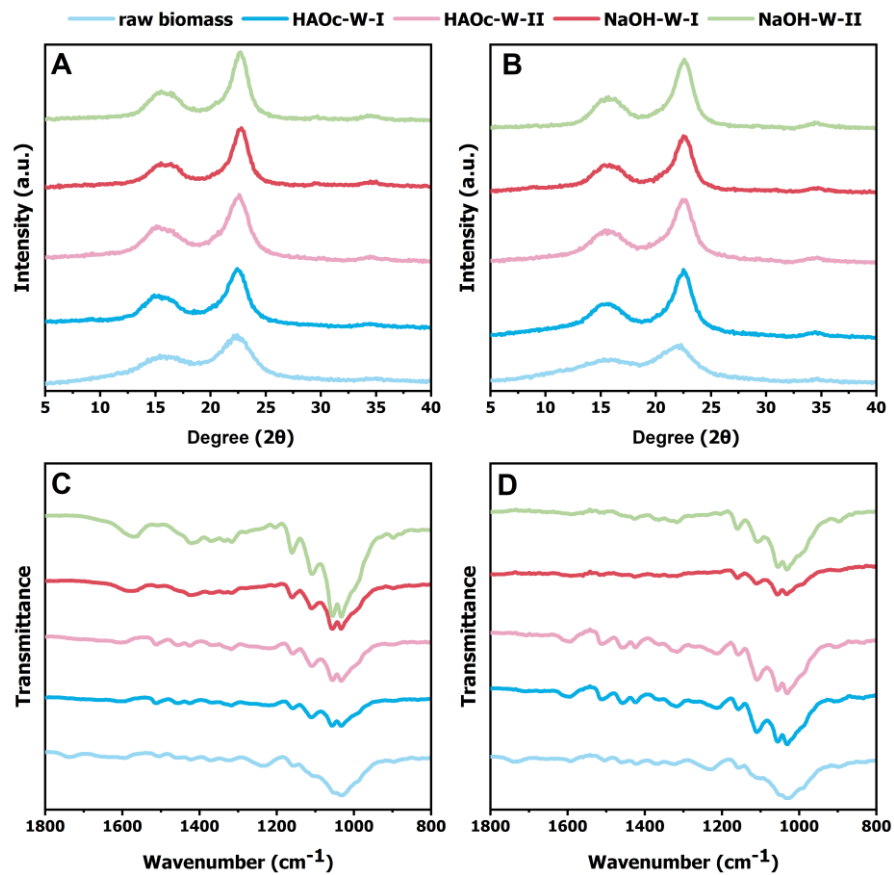 raw biomass HAOc-W-I HAOc-W-II NaOH-W-I NaOH-W-II
A B
Intensity (a.u.) Intensity (a.u.)
5 10 15 20 25 30 35 40 5 10 15 20 25 30 35 40
Degree (2θ) Degree (2θ)
C D
Transmittance Transmittance
1800 1600 1400 1200 1000 800 1800 1600 1400 1200 1000 800
Wavenumber (cm⁻¹) Wavenumber (cm⁻¹)